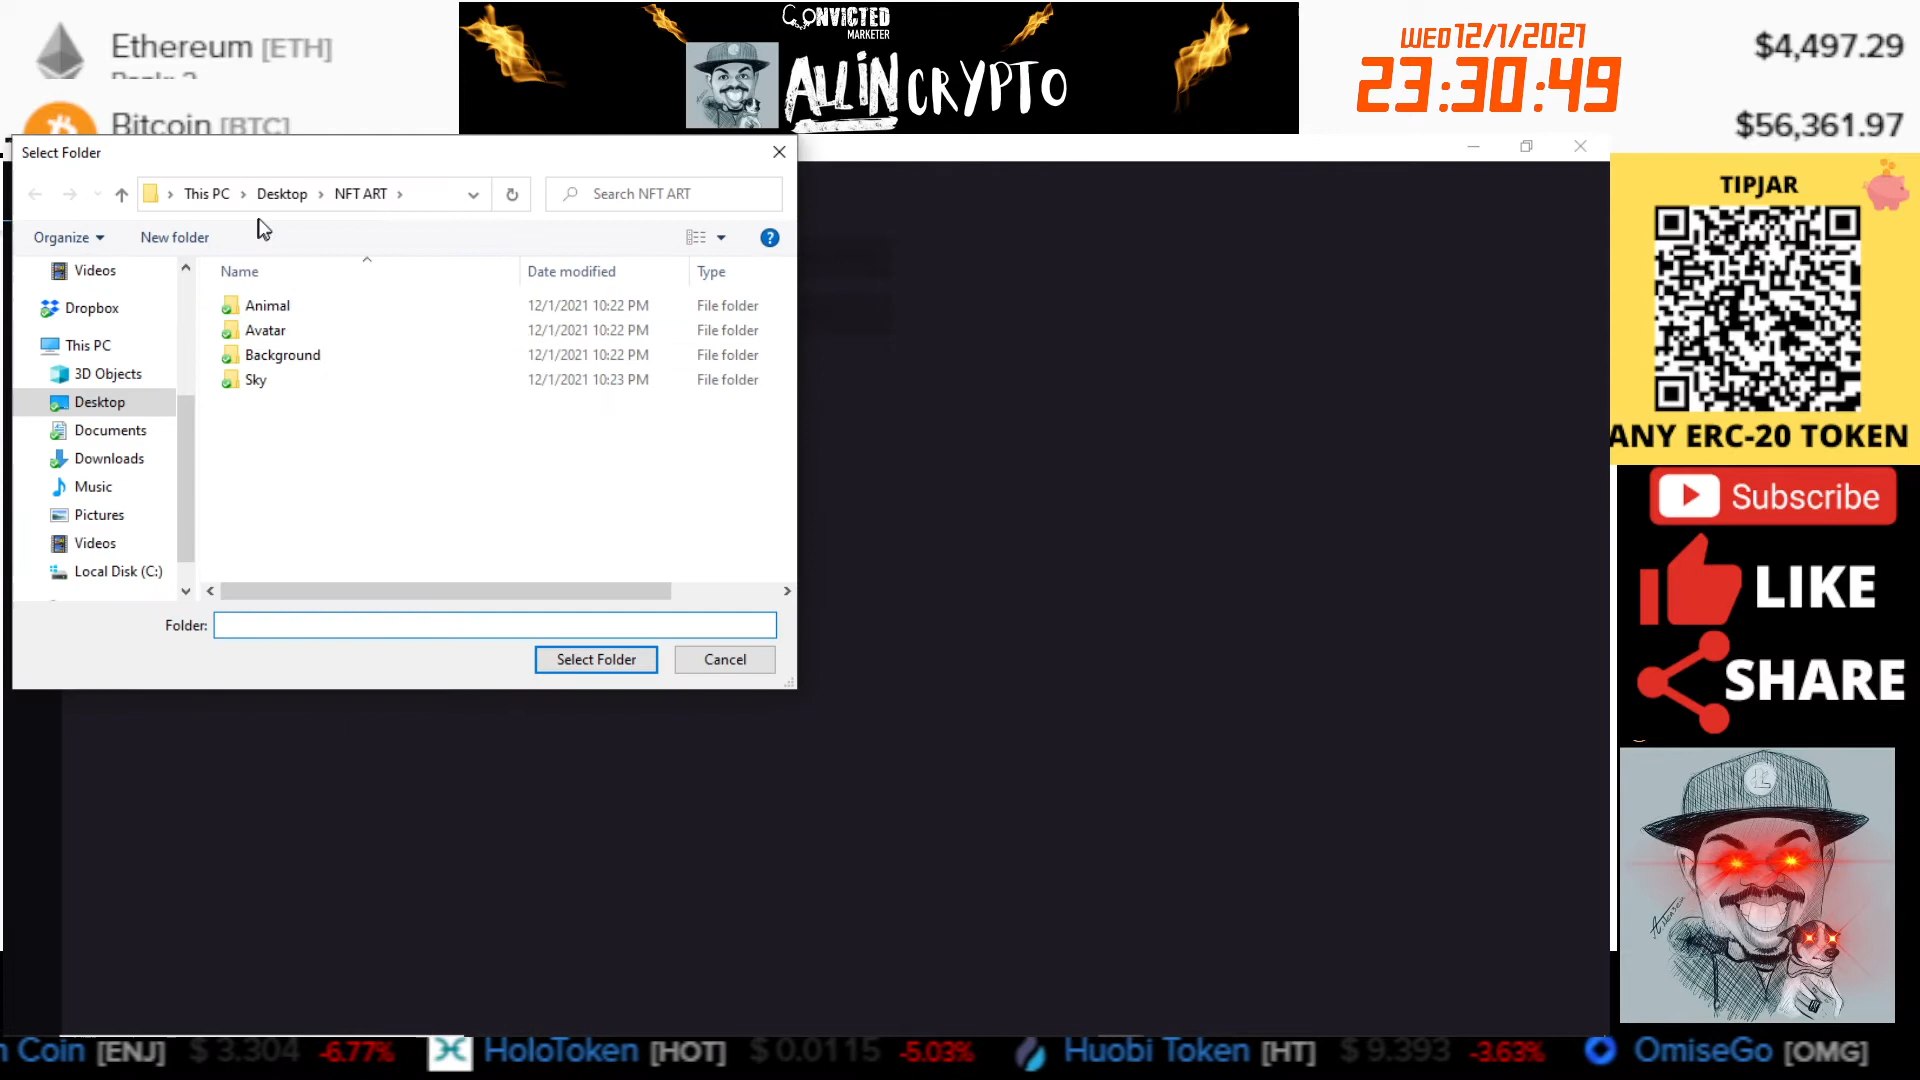 Ethereum [ETH]
Bitcoin [BTC]
CONVICTED
MARKETER
ALLiN CRYPTO
WED 12/1/2021
23:30:49
$4,497.29
$56,361.97
Select Folder
This PC > Desktop > NFT ART >
Search NFT ART
Organize
New folder
?
Videos
Dropbox
This PC
3D Objects
Desktop
Documents
Downloads
Music
Pictures
Videos
Local Disk (C:)
Name Date modified Type
Animal 12/1/2021 10:22 PM File folder
Avatar 12/1/2021 10:22 PM File folder
Background 12/1/2021 10:22 PM File folder
Sky 12/1/2021 10:23 PM File folder
Folder:
Select Folder Cancel
TIPJAR
ANY ERC-20 TOKEN
Subscribe
LIKE
SHARE
Coin [ENJ] $ 3.304 -6.77% HoloToken [HOT] $ 0.0115 -5.03% Huobi Token [HT] $ 9.393 -3.63% OmiseGo [OMG]